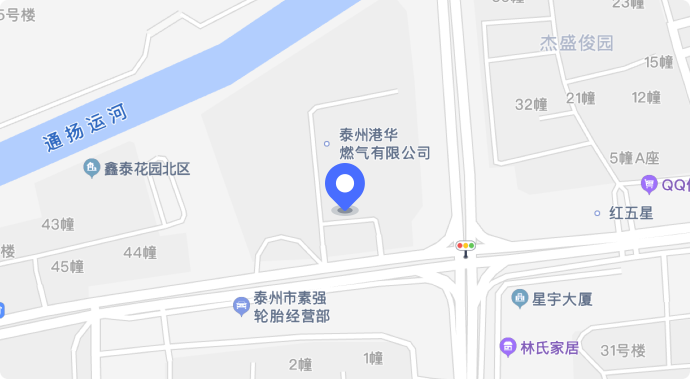 5号楼
23幢
杰盛俊园
15幢
32幢
21幢
12幢
通扬运河
泰州港华
燃气有限公司
5幢A座
鑫泰花园北区
QQ
红五星
43幢
楼
44幢
45幢
泰州市素强
轮胎经营部
星宇大厦
林氏家居
31号楼
2幢
1幢